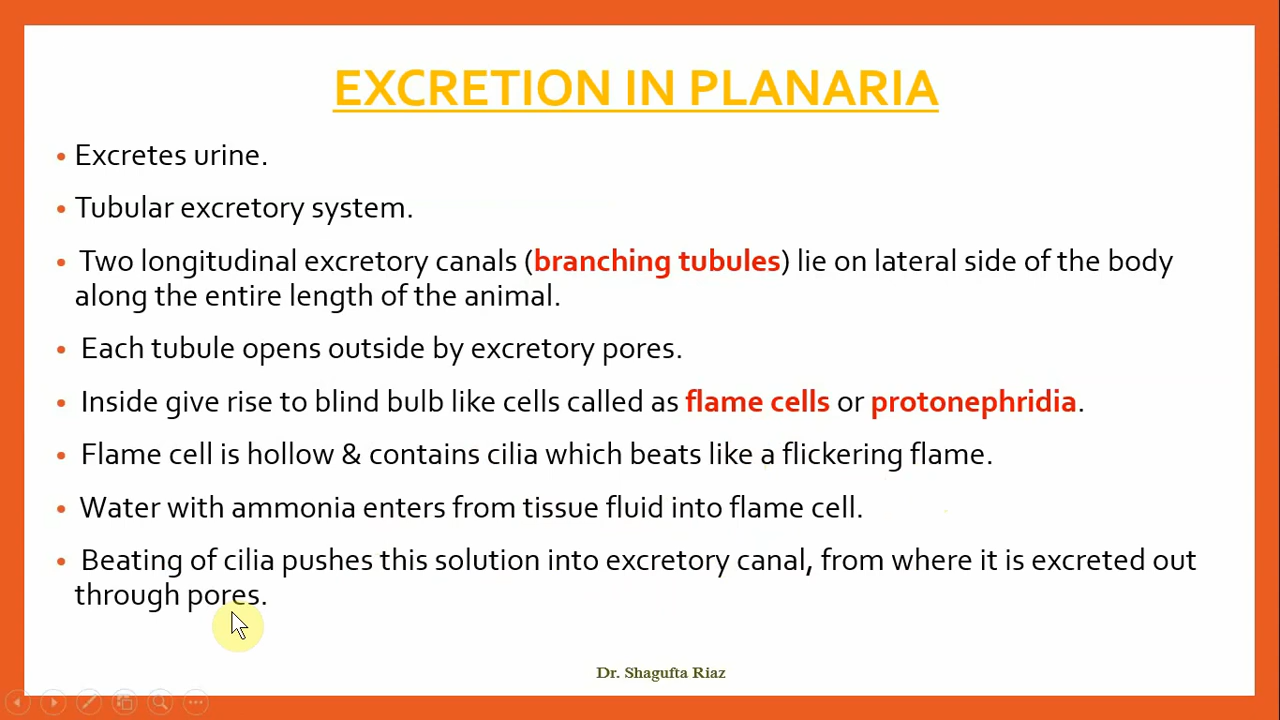 EXCRETION IN PLANARIA
• Excretes urine.
• Tubular excretory system.
• Two longitudinal excretory canals (branching tubules) lie on lateral side of the body
along the entire length of the animal.
• Each tubule opens outside by excretory pores.
• Inside give rise to blind bulb like cells called as flame cells or protonephridia.
• Flame cell is hollow & contains cilia which beats like a flickering flame.
• Water with ammonia enters from tissue fluid into flame cell.
• Beating of cilia pushes this solution into excretory canal, from where it is excreted out
through pores.
Dr. Shagufta Riaz